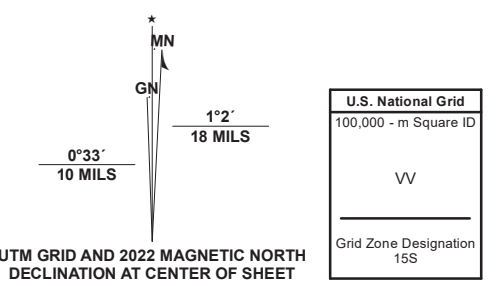 ★
MN
GN
1°2´
18 MILS
0°33´
10 MILS
UTM GRID AND 2022 MAGNETIC NORTH
DECLINATION AT CENTER OF SHEET
U.S. National Grid
100,000 - m Square ID
VV
Grid Zone Designation
15S